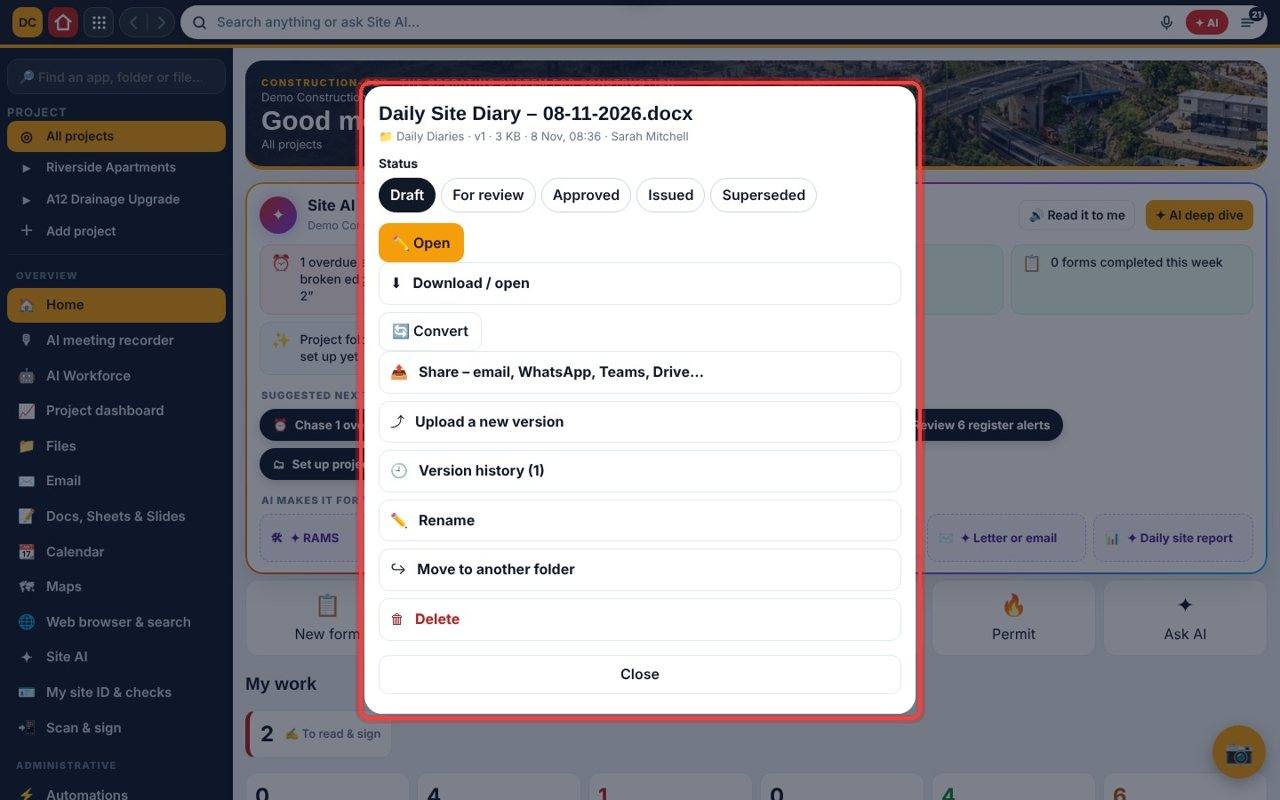 DC
Search anything or ask Site AI...
✦ AI
21
Find an app, folder or file...
PROJECT
All projects
Riverside Apartments
A12 Drainage Upgrade
Add project
OVERVIEW
Home
AI meeting recorder
AI Workforce
Project dashboard
Files
Email
Docs, Sheets & Slides
Calendar
Maps
Web browser & search
Site AI
My site ID & checks
Scan & sign
ADMINISTRATIVE
Automations
Demo Constructio
Good m
All projects
Site AI
Demo Co
Read it to me
✦ AI deep dive
1 overdue
broken ed
2”
0 forms completed this week
Project fol
set up yet
SUGGESTED NEX
Chase 1 ov
Review 6 register alerts
Set up proje
AI MAKES IT FOR
✦ RAMS
✦ Letter or email
✦ Daily site report
New form
Permit
Ask AI
My work
2 To read & sign
0 4 1 0 4 6
Daily Site Diary – 08-11-2026.docx
Daily Diaries · v1 · 3 KB · 8 Nov, 08:36 · Sarah Mitchell
Status
Draft For review Approved Issued Superseded
Open
Download / open
Convert
Share – email, WhatsApp, Teams, Drive...
Upload a new version
Version history (1)
Rename
Move to another folder
Delete
Close